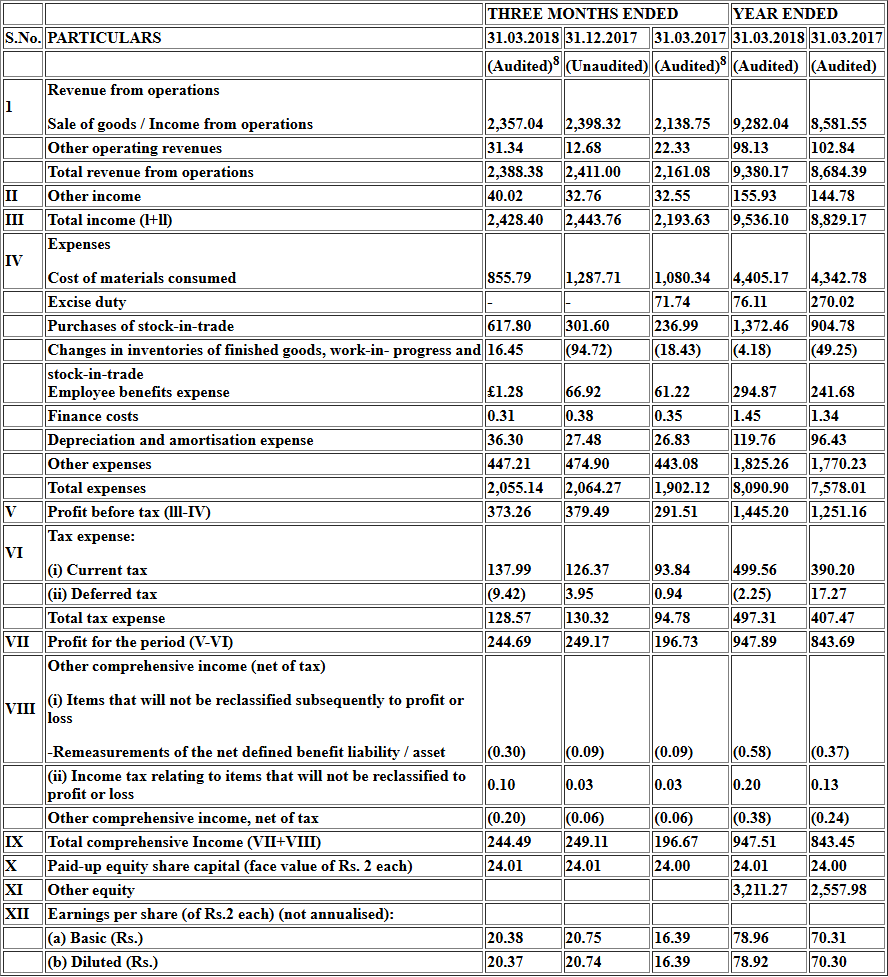 THREE MONTHS ENDED YEAR ENDED
S.No. PARTICULARS 31.03.2018 31.12.2017 31.03.2017 31.03.2018 31.03.2017
(Audited)8 (Unaudited) (Audited)8 (Audited) (Audited)
1 Revenue from operations
Sale of goods / Income from operations 2,357.04 2,398.32 2,138.75 9,282.04 8,581.55
Other operating revenues 31.34 12.68 22.33 98.13 102.84
Total revenue from operations 2,388.38 2,411.00 2,161.08 9,380.17 8,684.39
II Other income 40.02 32.76 32.55 155.93 144.78
III Total income (l+ll) 2,428.40 2,443.76 2,193.63 9,536.10 8,829.17
IV Expenses
Cost of materials consumed 855.79 1,287.71 1,080.34 4,405.17 4,342.78
Excise duty - - 71.74 76.11 270.02
Purchases of stock-in-trade 617.80 301.60 236.99 1,372.46 904.78
Changes in inventories of finished goods, work-in- progress and 16.45 (94.72) (18.43) (4.18) (49.25)
stock-in-trade
Employee benefits expense £1.28 66.92 61.22 294.87 241.68
Finance costs 0.31 0.38 0.35 1.45 1.34
Depreciation and amortisation expense 36.30 27.48 26.83 119.76 96.43
Other expenses 447.21 474.90 443.08 1,825.26 1,770.23
Total expenses 2,055.14 2,064.27 1,902.12 8,090.90 7,578.01
V Profit before tax (lll-IV) 373.26 379.49 291.51 1,445.20 1,251.16
VI Tax expense:
(i) Current tax 137.99 126.37 93.84 499.56 390.20
(ii) Deferred tax (9.42) 3.95 0.94 (2.25) 17.27
Total tax expense 128.57 130.32 94.78 497.31 407.47
VII Profit for the period (V-VI) 244.69 249.17 196.73 947.89 843.69
VIII Other comprehensive income (net of tax)
(i) Items that will not be reclassified subsequently to profit or
loss
-Remeasurements of the net defined benefit liability / asset (0.30) (0.09) (0.09) (0.58) (0.37)
(ii) Income tax relating to items that will not be reclassified to
profit or loss 0.10 0.03 0.03 0.20 0.13
Other comprehensive income, net of tax (0.20) (0.06) (0.06) (0.38) (0.24)
IX Total comprehensive Income (VII+VIII) 244.49 249.11 196.67 947.51 843.45
X Paid-up equity share capital (face value of Rs. 2 each) 24.01 24.01 24.00 24.01 24.00
XI Other equity 3,211.27 2,557.98
XII Earnings per share (of Rs.2 each) (not annualised):
(a) Basic (Rs.) 20.38 20.75 16.39 78.96 70.31
(b) Diluted (Rs.) 20.37 20.74 16.39 78.92 70.30